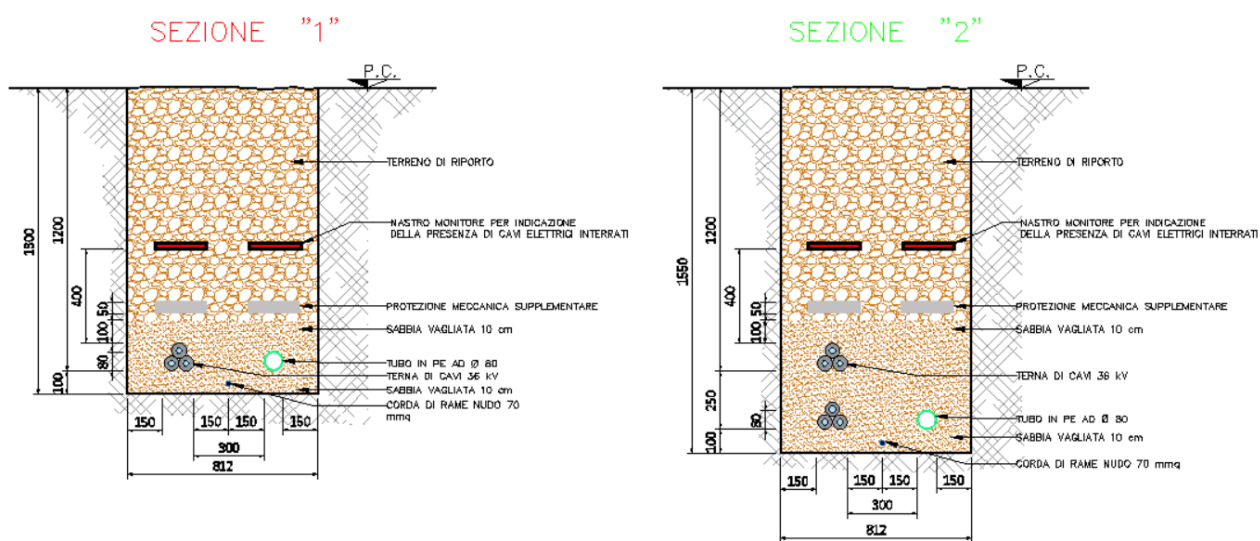 SEZIONE "1"
P.C.
1300
1200
400
50
100
80
100
TERRENO DI RIPORTO
NASTRO MONITORE PER INDICAZIONE
DELLA PRESENZA DI CAVI ELETTRICI INTERRATI
PROTEZIONE MECCANICA SUPPLEMENTARE
SABBIA VAGLIATA 10 cm
TUBO IN PE AD Ø 80
TERNA DI CAVI 36 kV
SABBIA VAGLIATA 10 cm
CORDA DI RAME NUDO 70
mmq
150
150
150
150
300
812
SEZIONE "2"
P.C.
1550
1200
400
50
100
250
80
100
TERRENO DI RIPORTO
NASTRO MONITORE PER INDICAZIONE
DELLA PRESENZA DI CAVI ELETTRICI INTERRATI
PROTEZIONE MECCANICA SUPPLEMENTARE
SABBIA VAGLIATA 10 cm
TERNA DI CAVI 36 kV
TUBO IN PE AD Ø 80
SABBIA VAGLIATA 10 cm
CORDA DI RAME NUDO 70 mmq
150
150
150
150
300
812